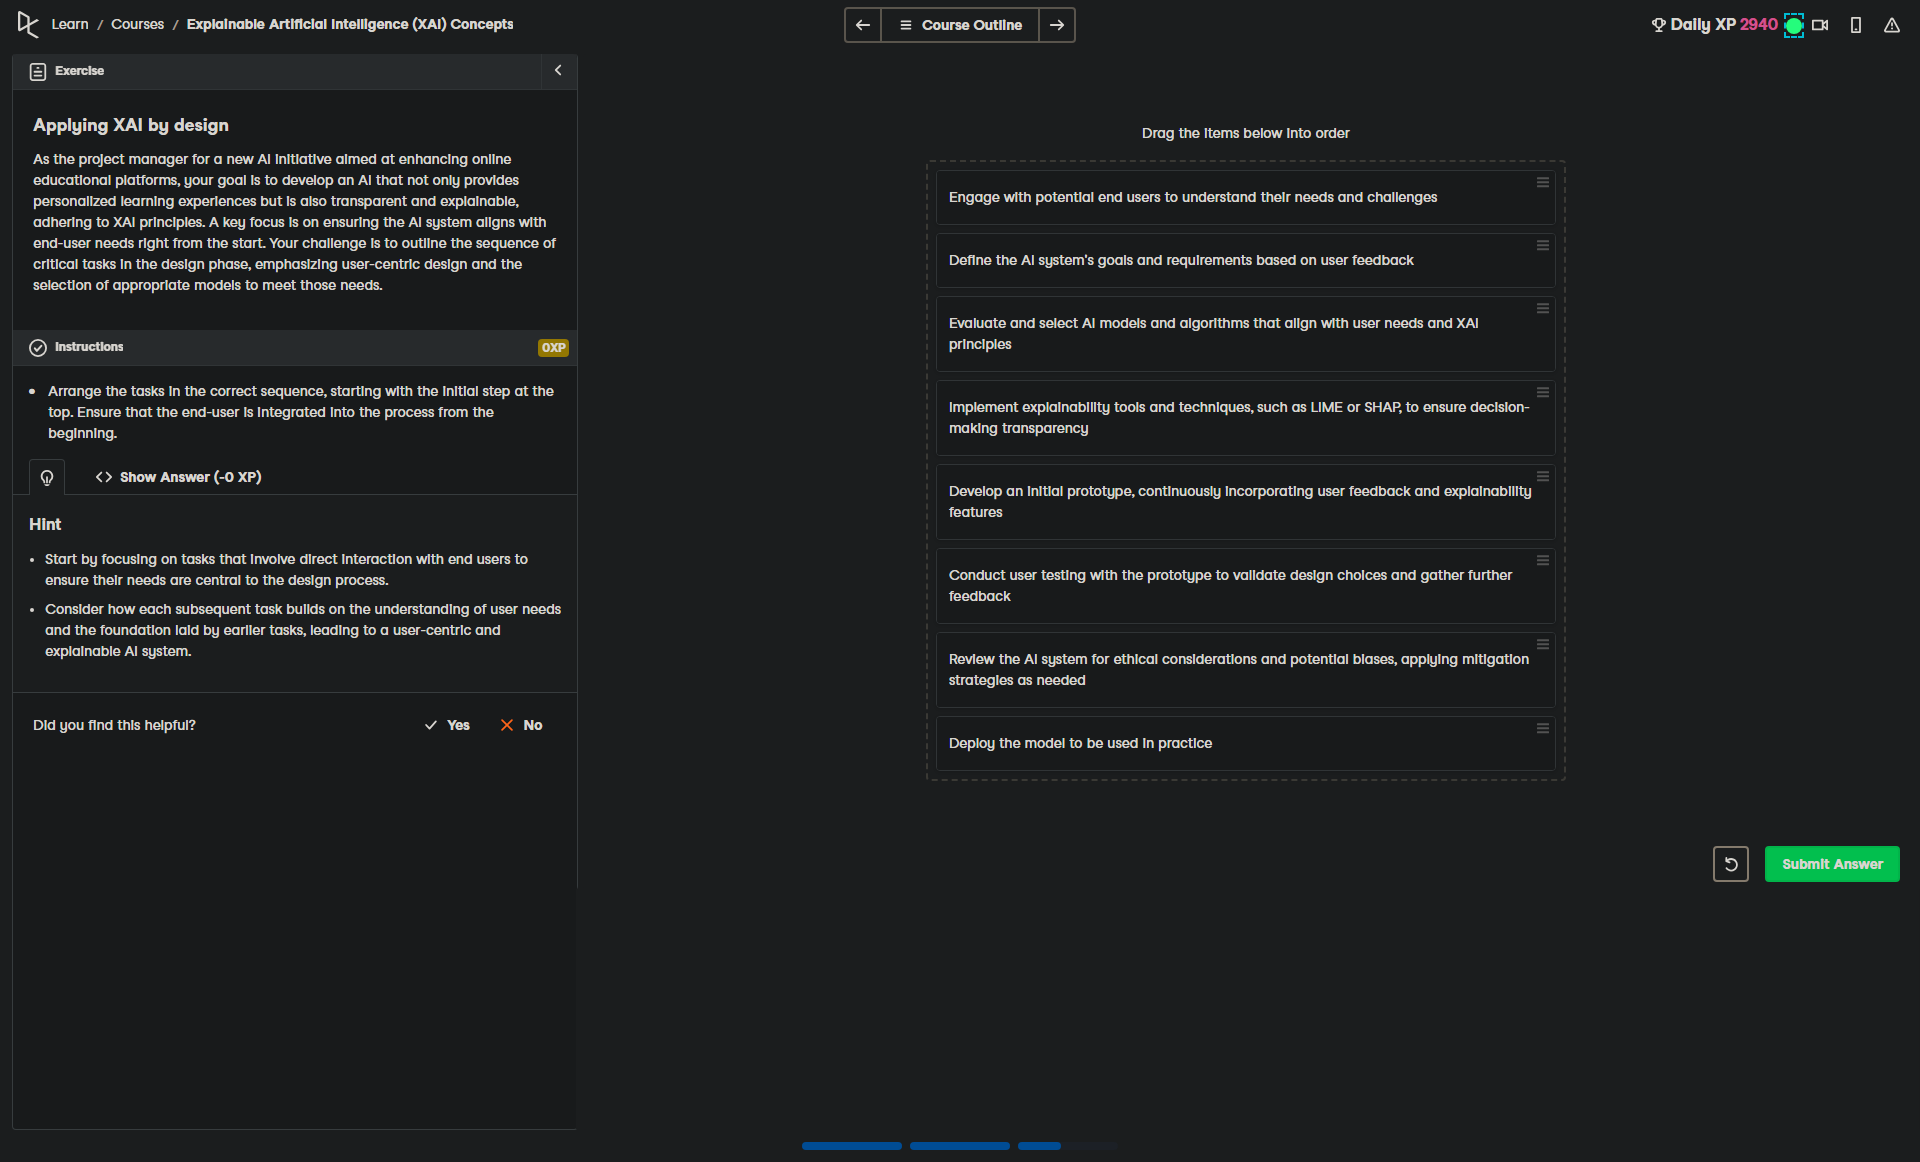 Learn / Courses / Explainable Artificial Intelligence (XAI) Concepts
Course Outline
Daily XP 2940
Exercise
Applying XAI by design
As the project manager for a new AI initiative aimed at enhancing online
educational platforms, your goal is to develop an AI that not only provides
personalized learning experiences but is also transparent and explainable,
adhering to XAI principles. A key focus is on ensuring the AI system aligns with
end-user needs right from the start. Your challenge is to outline the sequence of
critical tasks in the design phase, emphasizing user-centric design and the
selection of appropriate models to meet those needs.
Instructions
0XP
• Arrange the tasks in the correct sequence, starting with the initial step at the
top. Ensure that the end-user is integrated into the process from the
beginning.
Show Answer (-0 XP)
Hint
• Start by focusing on tasks that involve direct interaction with end users to
ensure their needs are central to the design process.
• Consider how each subsequent task builds on the understanding of user needs
and the foundation laid by earlier tasks, leading to a user-centric and
explainable AI system.
Did you find this helpful?
Yes
No
Drag the items below into order
Engage with potential end users to understand their needs and challenges
Define the AI system's goals and requirements based on user feedback
Evaluate and select AI models and algorithms that align with user needs and XAI
principles
Implement explainability tools and techniques, such as LIME or SHAP, to ensure decision-
making transparency
Develop an initial prototype, continuously incorporating user feedback and explainability
features
Conduct user testing with the prototype to validate design choices and gather further
feedback
Review the AI system for ethical considerations and potential biases, applying mitigation
strategies as needed
Deploy the model to be used in practice
Submit Answer